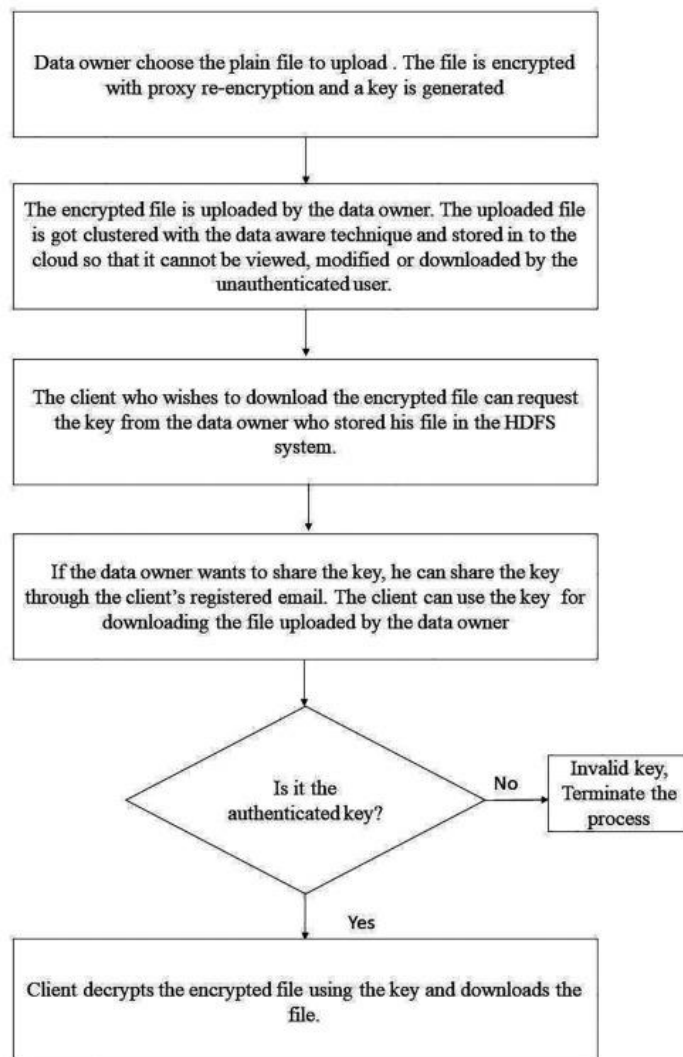 Data owner choose the plain file to upload . The file is encrypted
with proxy re-encryption and a key is generated
The encrypted file is uploaded by the data owner. The uploaded file
is got clustered with the data aware technique and stored in to the
cloud so that it cannot be viewed, modified or downloaded by the
unauthenticated user.
The client who wishes to download the encrypted file can request
the key from the data owner who stored his file in the HDFS
system.
If the data owner wants to share the key, he can share the key
through the client’s registered email. The client can use the key for
downloading the file uploaded by the data owner
Is it the
authenticated key?
No
Invalid key,
Terminate the
process
Yes
Client decrypts the encrypted file using the key and downloads the
file.